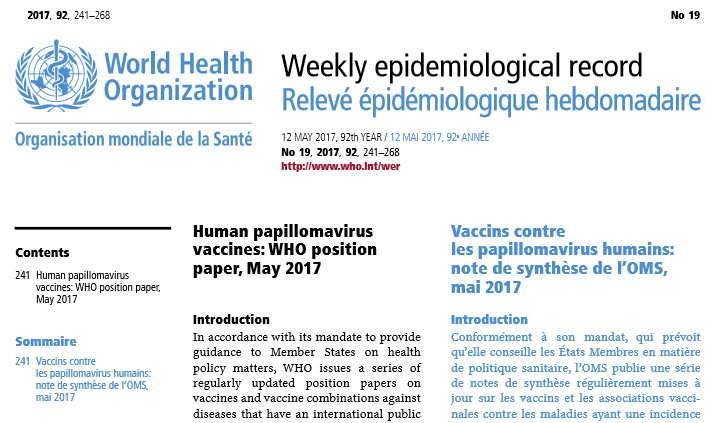 2017, 92, 241–268
No 19
World Health
Organization
Organisation mondiale de la Santé
Weekly epidemiological record
Relevé épidémiologique hebdomadaire
12 MAY 2017, 92th YEAR / 12 MAI 2017, 92e ANNÉE
No 19, 2017, 92, 241–268
http://www.who.int/wer
Contents
241 Human papillomavirus
vaccines: WHO position paper,
May 2017
Sommaire
241 Vaccins contre
les papillomavirus humains:
note de synthèse de l’OMS,
mai 2017
Human papillomavirus
vaccines: WHO position
paper, May 2017
Introduction
In accordance with its mandate to provide
guidance to Member States on health
policy matters, WHO issues a series of
regularly updated position papers on
vaccines and vaccine combinations against
diseases that have an international public
Vaccins contre
les papillomavirus humains:
note de synthèse de l’OMS,
mai 2017
Introduction
Conformément à son mandat, qui prévoit
qu’elle conseille les États Membres en matière
de politique sanitaire, l’OMS publie une série
de notes de synthèse régulièrement mises à
jour sur les vaccins et les associations vacci-
nales contre les maladies ayant une incidence